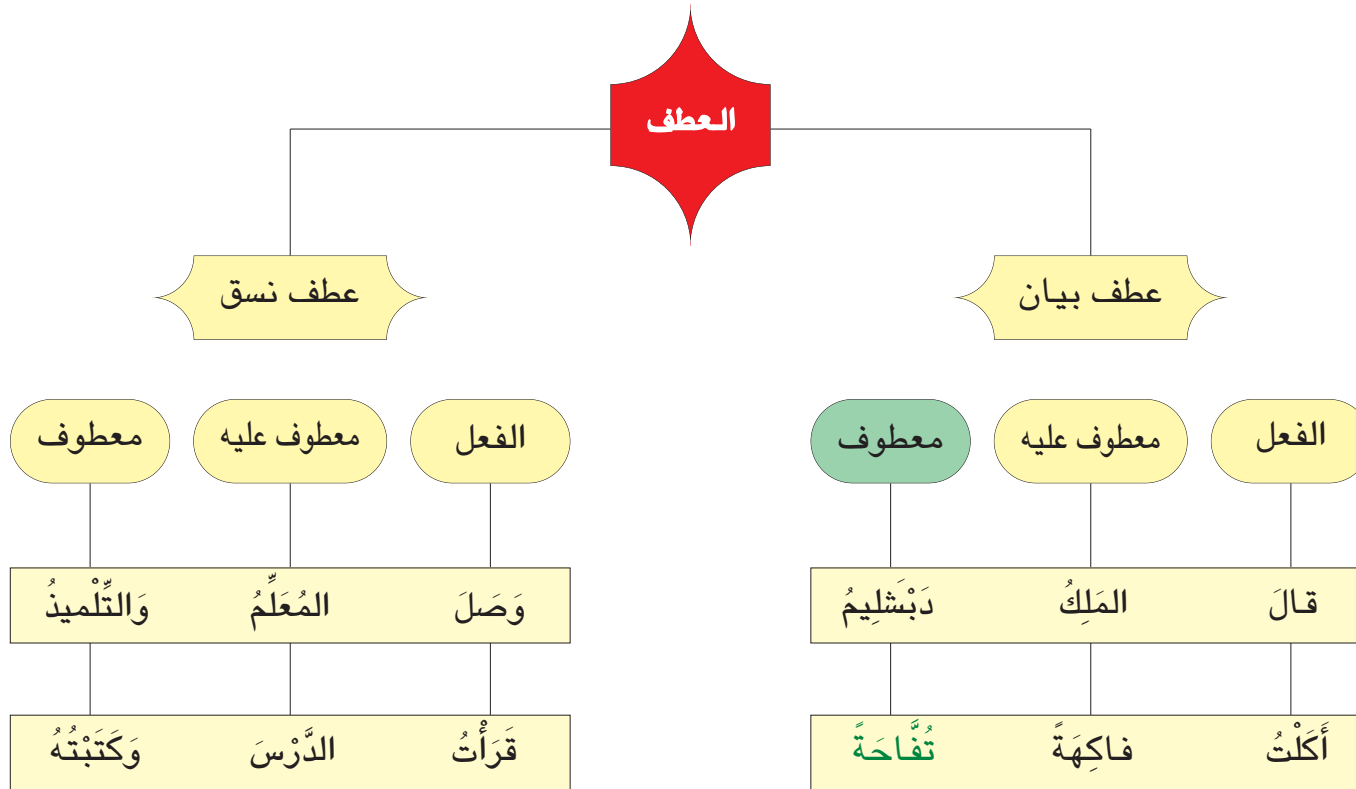 العطف
عطف بيان
عطف نسق
الفعل معطوف عليه معطوف
الفعل معطوف عليه معطوف
قالَ المَلِكُ دَبْشَلِيمُ
وَصَلَ المُعَلِّمُ وَالتِّلْميذُ
أَكَلْتُ فاكِهَةً تُفَّاحَةً
قَرَأْتُ الدَّرْسَ وَكَتَبْتُهُ